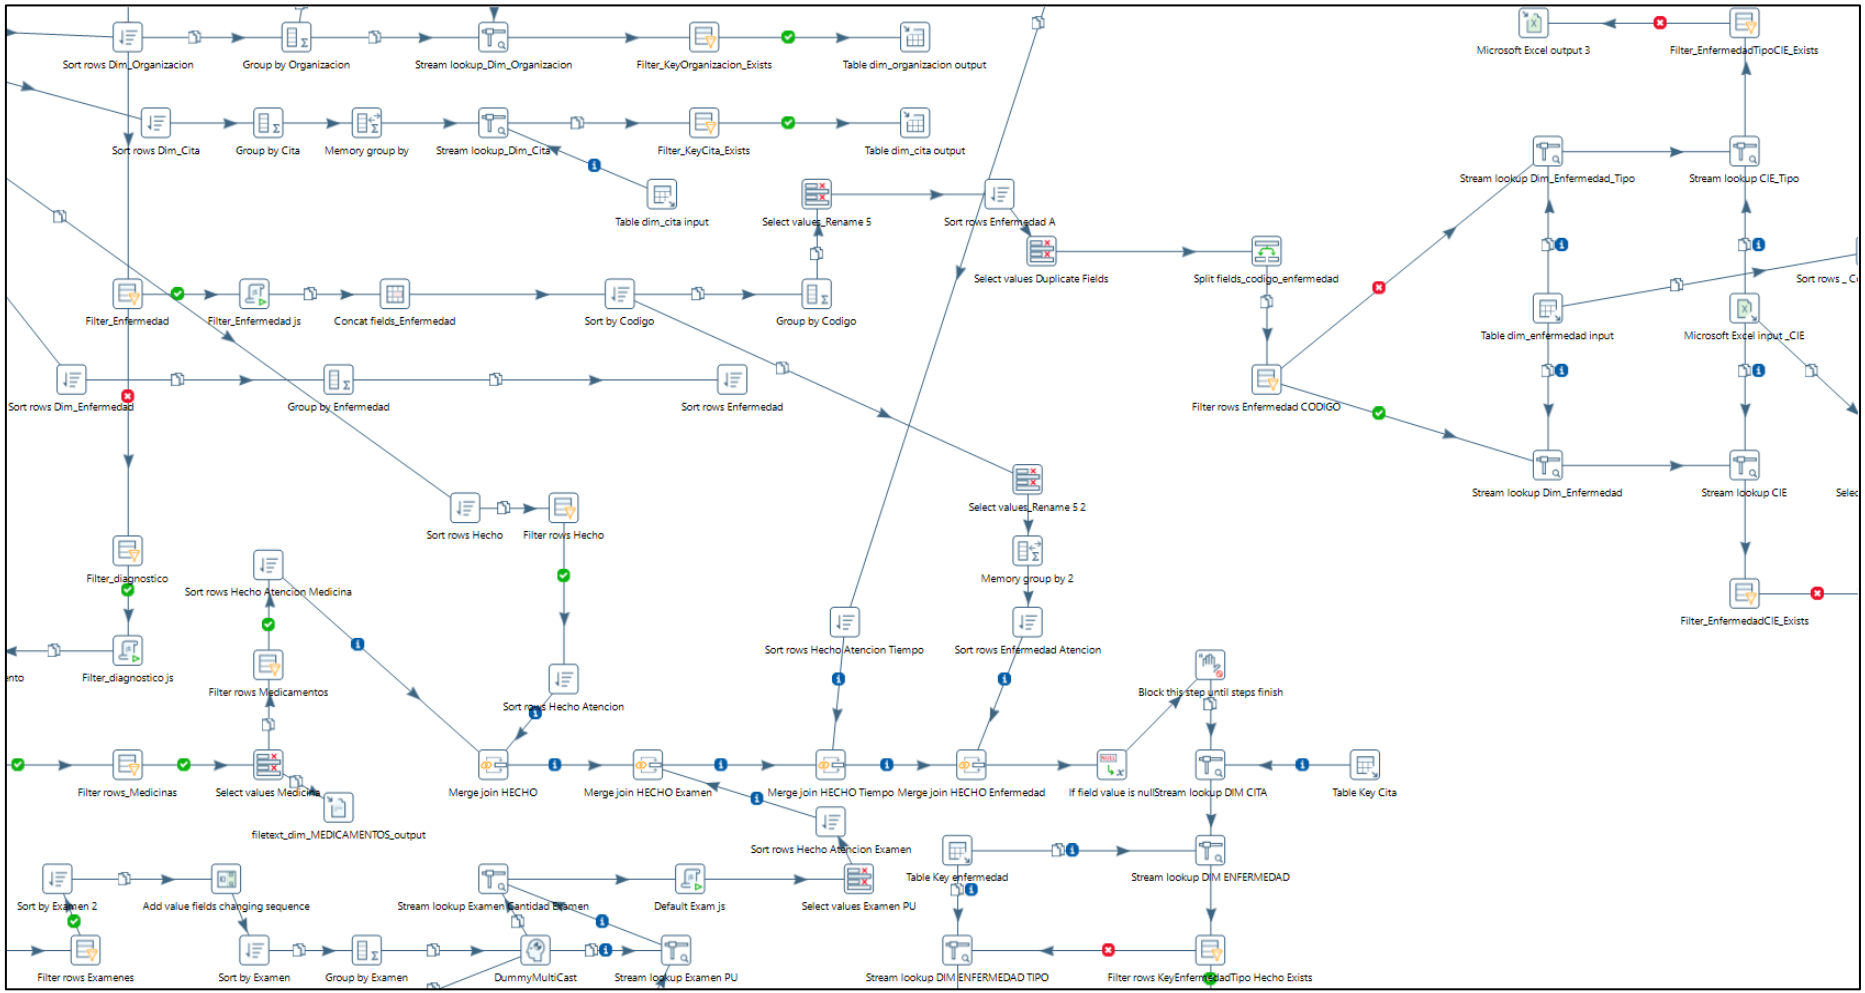 Microsoft Excel output 3
Filter_EnfermedadTipoCIE_Exists
Sort rows Dim_Organizacion
Group by Organizacion
Stream lookup_Dim_Organizacion
Filter_KeyOrganizacion_Exists
Table dim_organizacion output
Sort rows Dim_Cita
Group by Cita
Memory group by
Stream lookup_Dim_Cita
Filter_KeyCita_Exists
Table dim_cita output
Stream lookup Dim_Enfermedad_Tipo
Stream lookup CIE_Tipo
Table dim_cita input
Select values_Rename 5
Sort rows Enfermedad A
Select values Duplicate Fields
Split fields_codigo_enfermedad
Sort rows _ C
Filter_Enfermedad
Filter_Enfermedad js
Concat fields_Enfermedad
Sort by Codigo
Group by Codigo
Table dim_enfermedad input
Microsoft Excel input _CIE
Sort rows Dim_Enfermedad
Group by Enfermedad
Sort rows Enfermedad
Filter rows Enfermedad CODIGO
Stream lookup Dim_Enfermedad
Stream lookup CIE
Selec
Select values_Rename 5 2
Sort rows Hecho
Filter rows Hecho
Filter_diagnostico
Sort rows Hecho Atencion Medicina
Memory group by 2
Filter_EnfermedadCIE_Exists
Sort rows Hecho Atencion Tiempo
Sort rows Enfermedad Atencion
ento
Filter_diagnostico js
Filter rows Medicamentos
Sort rows Hecho Atencion
Block this step until steps finish
Filter rows_Medicinas
Select values Medicina
Merge join HECHO
Merge join HECHO Examen
Merge join HECHO Tiempo
Merge join HECHO Enfermedad
NULL
If field value is null
Stream lookup DIM CITA
Table Key Cita
filetext_dim_MEDICAMENTOS_output
Sort rows Hecho Atencion Examen
Table Key enfermedad
Stream lookup DIM ENFERMEDAD
Sort by Examen 2
Add value fields changing sequence
Stream lookup Examen Cantidad Examen
Default Exam js
Select values Examen PU
Filter rows Examenes
Sort by Examen
Group by Examen
DummyMultiCast
Stream lookup Examen PU
Stream lookup DIM ENFERMEDAD TIPO
Filter rows KeyEnfermedadTipo Hecho Exists